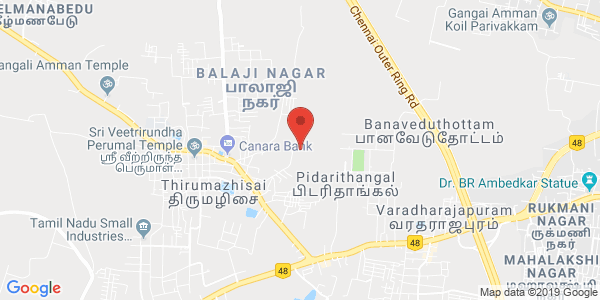 ELMANABEDU
ழ்மணபேடு
Gangai Amman
Koil Parivakkam
Chennai Outer Ring Rd
angali Amman Temple
BALAJI NAGAR
பாலாஜி
நகர்
Sri Veetrirundha
Perumal Temple
ஸ்ரீ வீற்றிருந்த
பெருமாள்...
Canara Bank
Banaveduthottam
பானவேடுதோட்டம்
48
48
Thirumazhisai
திருமழிசை
Pidarithangal
பிடாரிதாங்கல்
Dr. BR Ambedkar Statue
Varadharajapuram
வரதராஜபுரம்
RUKMANI
NAGAR
ருக்மணி
நகர்
Tamil Nadu Small
Industries...
48
48
MAHALAKSHI
NAGAR
Google
Map data ©2019 Google